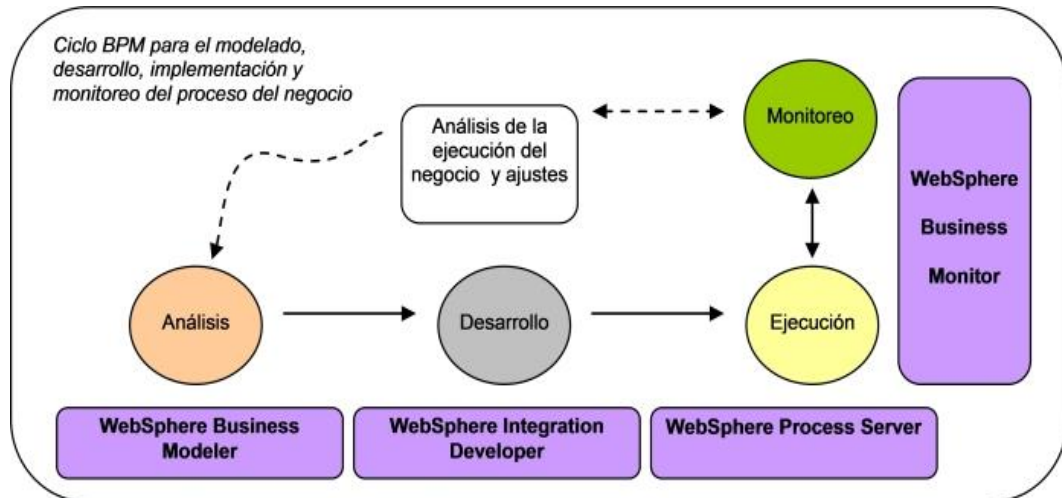 Ciclo BPM para el modelado,
desarrollo, implementación y
monitoreo del proceso del negocio
Análisis de la
ejecución del
negocio y ajustes
Monitoreo
WebSphere
Business
Monitor
Análisis
Desarrollo
Ejecución
WebSphere Business
Modeler
WebSphere Integration
Developer
WebSphere Process Server